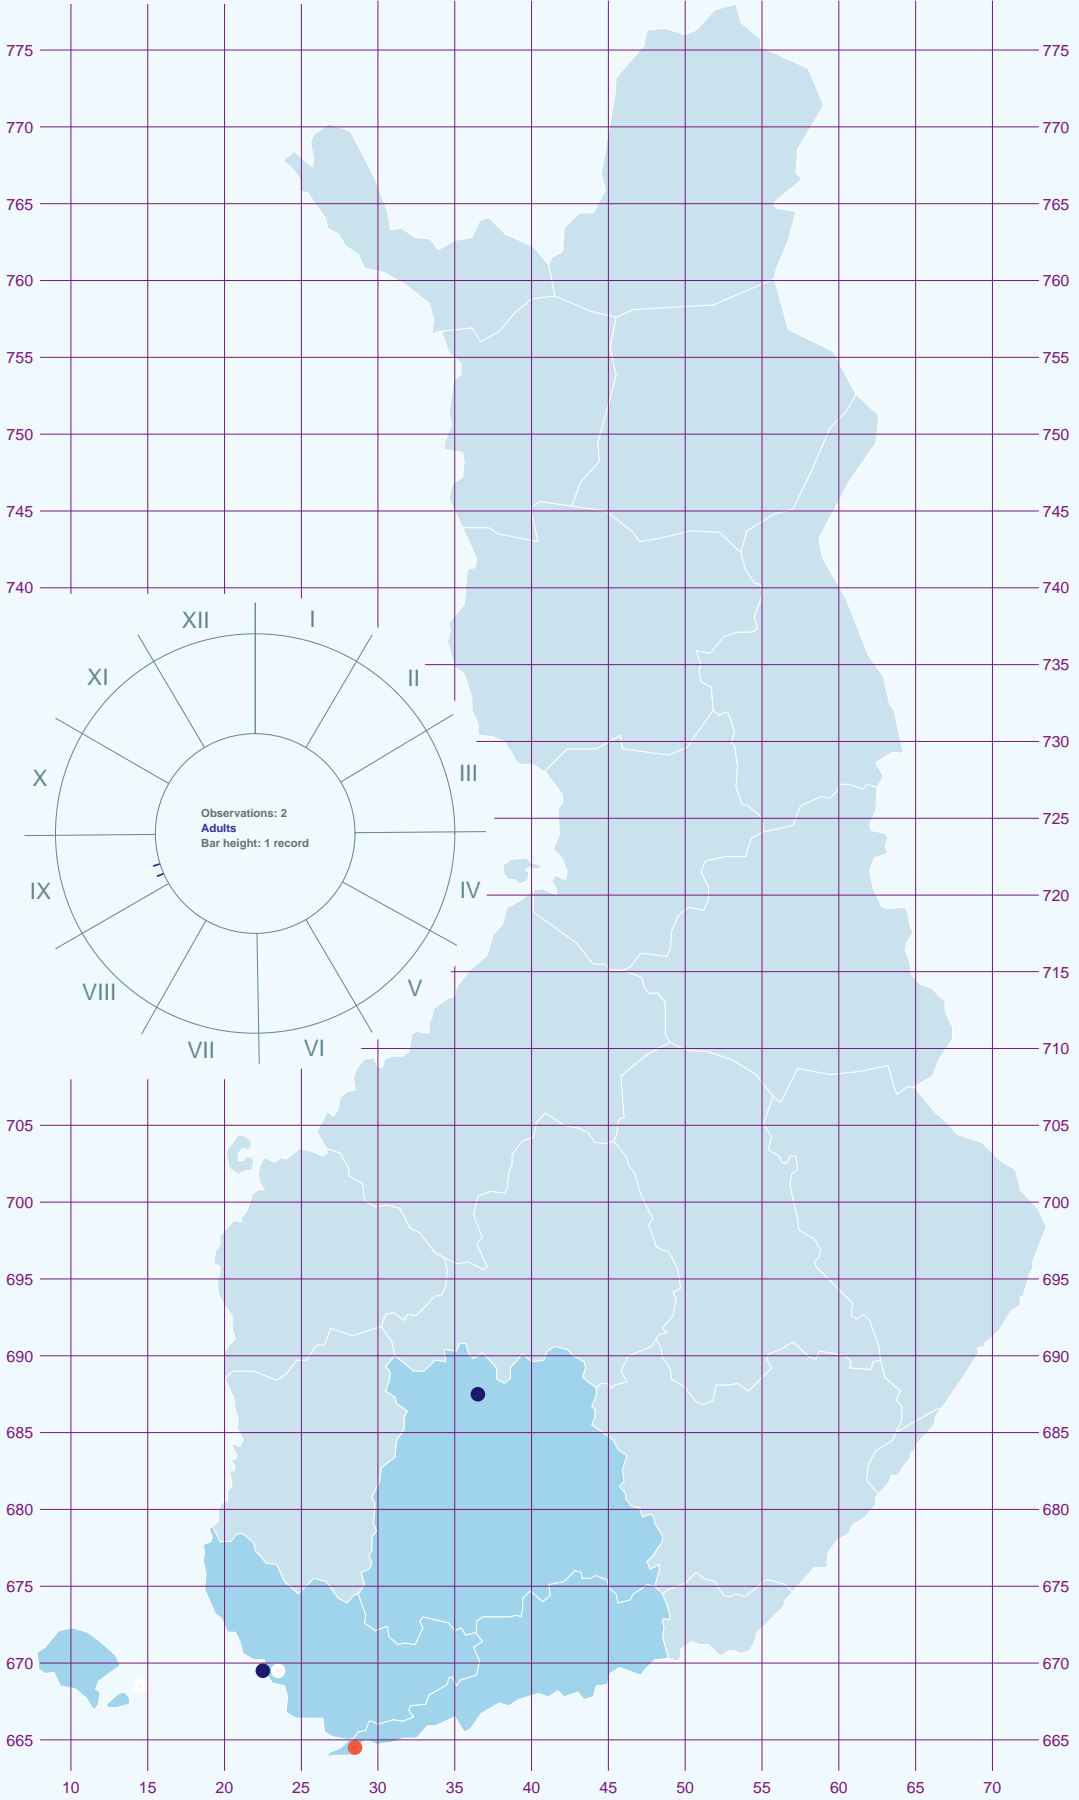 775 775
770 770
765 765
760 760
755 755
750 750
745 745
740 740
XII I
735
XI II
730
III
X
Observations: 2
725
Adults
Bar height: 1 record
IX IV
720
VIII V
715
VII VI
710
705 705
700 700
695 695
690 690
685 685
680 680
675 675
670 670
665 665
10 15 20 25 30 35 40 45 50 55 60 65 70